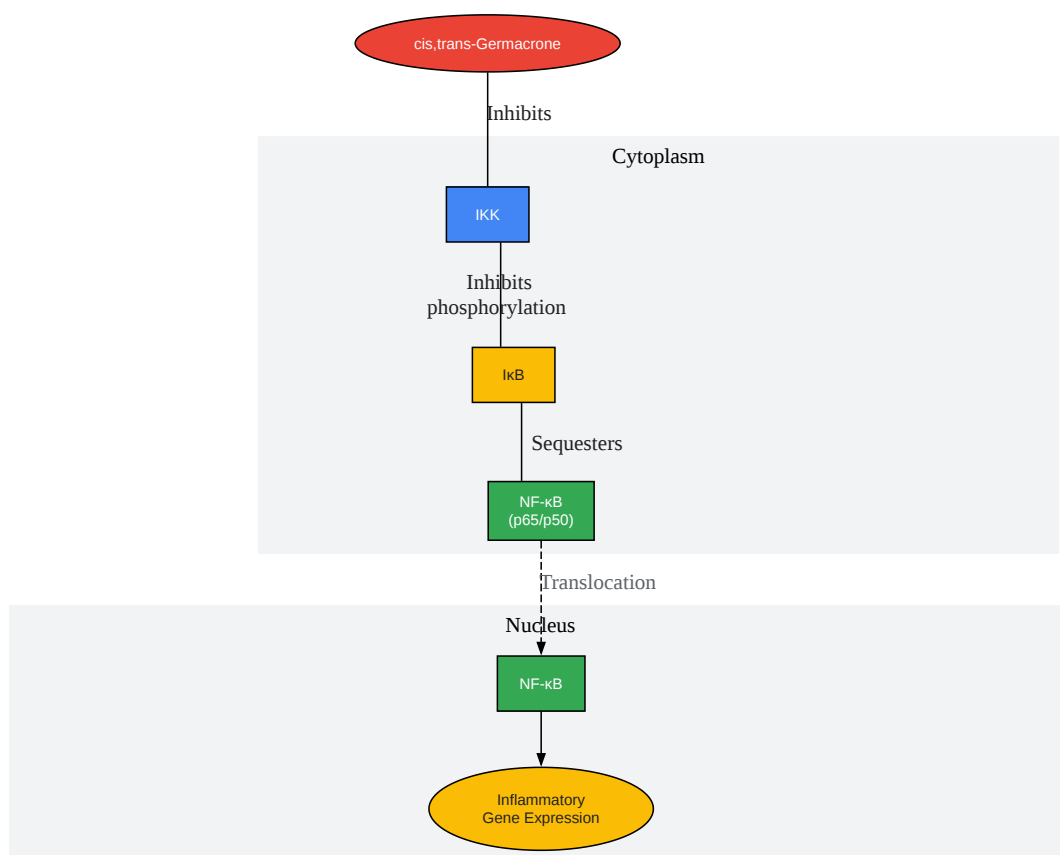 cis,trans-Germacrone
Inhibits
Cytoplasm
IKK
Inhibits
phosphorylation
IκB
Sequesters
NF-κB
(p65/p50)
Translocation
Nucleus
NF-κB
Inflammatory
Gene Expression